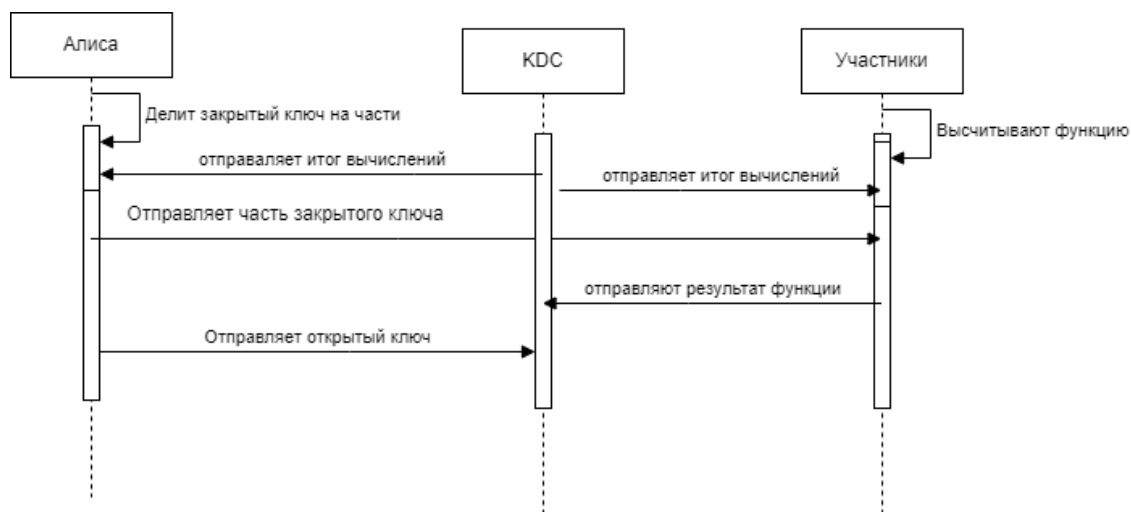 Алиса
KDC
Участники
Делит закрытый ключ на части
Высчитывают функцию
отправаляет итог вычислений
отправляет итог вычислений
Отправляет часть закрытого ключа
отправляют результат функции
Отправляет открытый ключ